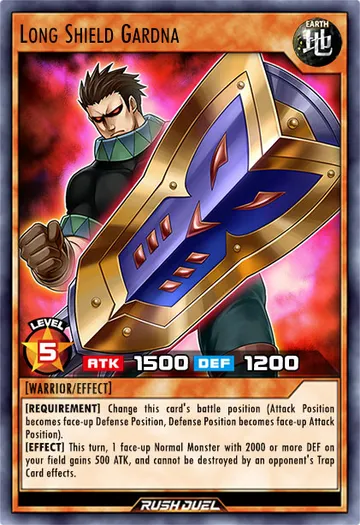 Long Shield Gardna
EARTH
地
LEVEL
5
ATK 1500 DEF 1200
[WARRIOR/EFFECT]
[REQUIREMENT] Change this card's battle position (Attack Position
becomes face-up Defense Position, Defense Position becomes face-up Attack
Position).
[EFFECT] This turn, 1 face-up Normal Monster with 2000 or more DEF on
your field gains 500 ATK, and cannot be destroyed by an opponent's Trap
Card effects.
RUSH DUEL